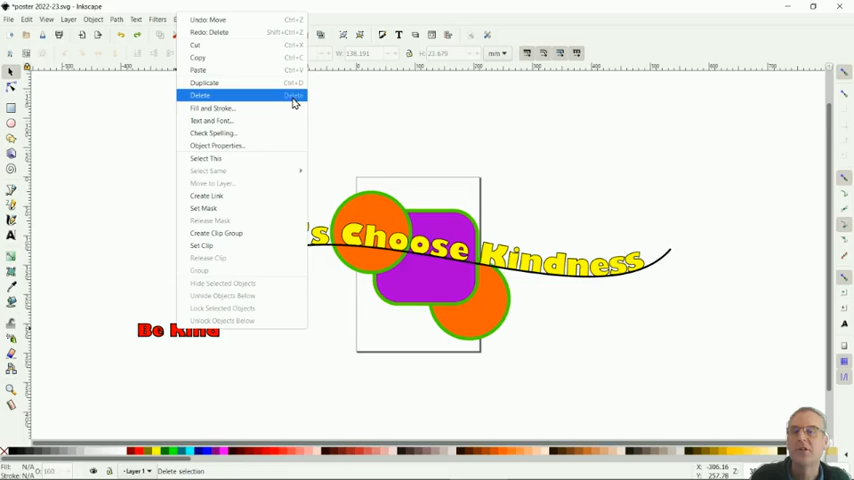 *poster 2022-23.svg - Inkscape
File Edit View Layer Object Path Text Filters
W: 138.191 H: 23.679 mm
Undo: Move Ctrl+Z
Redo: Delete Shift+Ctrl+Z
Cut Ctrl+X
Copy Ctrl+C
Paste Ctrl+V
Duplicate Ctrl+D
Delete Delete
Fill and Stroke...
Text and Font...
Check Spelling...
Object Properties...
Select This
Select Same
Move to Layer...
Create Link
Set Mask
Release Mask
Create Clip Group
Set Clip
Release Clip
Group
Hide Selected Objects
Unhide Objects Below
Lock Selected Objects
Unlock Objects Below
's Choose Kindness
Be Kind
Fill: N/A
Stroke: N/A
O: 100
Layer 1
Delete selection
X: -306.16
Y: 257.78
Z: